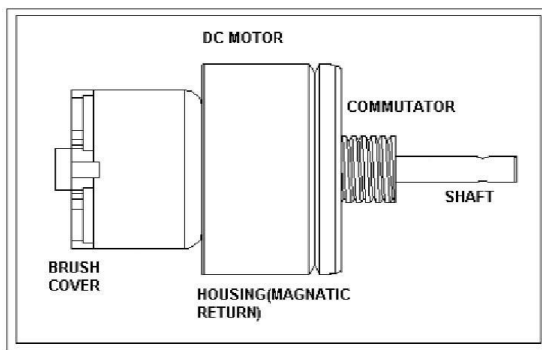 DC MOTOR
COMMUTATOR
SHAFT
BRUSH
COVER
HOUSING(MAGNATIC
RETURN)